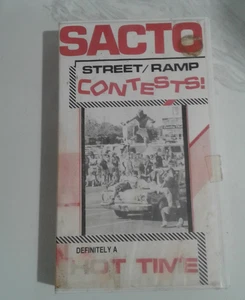 SACTO
STREET/RAMP
CONTESTS!
DEFINITELY A
HOT TIME